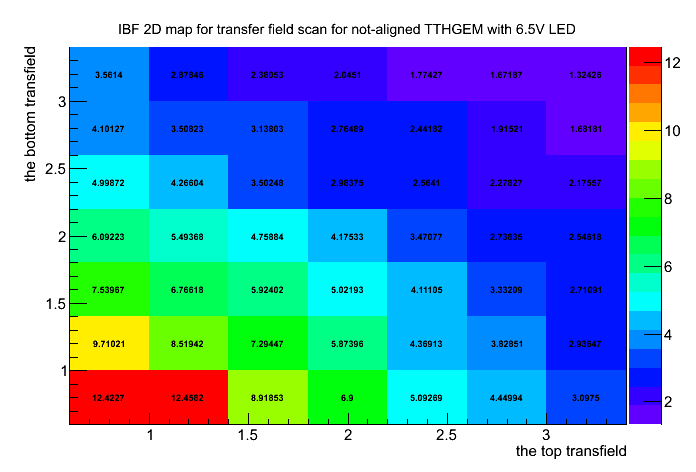 IBF 2D map for transfer field scan for not-aligned TTHGEM with 6.5V LED
the bottom transfield
3.5614 2.87848 2.38053 2.0451 1.77427 1.67187 1.32426
4.10127 3.50823 3.13803 2.76489 2.44182 1.91521 1.68181
4.99872 4.26604 3.50248 2.98375 2.5641 2.27827 2.17557
6.09223 5.49368 4.75884 4.17533 3.47077 2.73935 2.54618
7.53967 6.76618 5.92402 5.02193 4.11105 3.33209 2.71091
9.71021 8.51942 7.29447 5.87396 4.36913 3.82851 2.93647
12.4227 12.4582 8.91853 6.9 5.09269 4.44994 3.0975
3
2.5
2
1.5
1
1 1.5 2 2.5 3
the top transfield
12
10
8
6
4
2